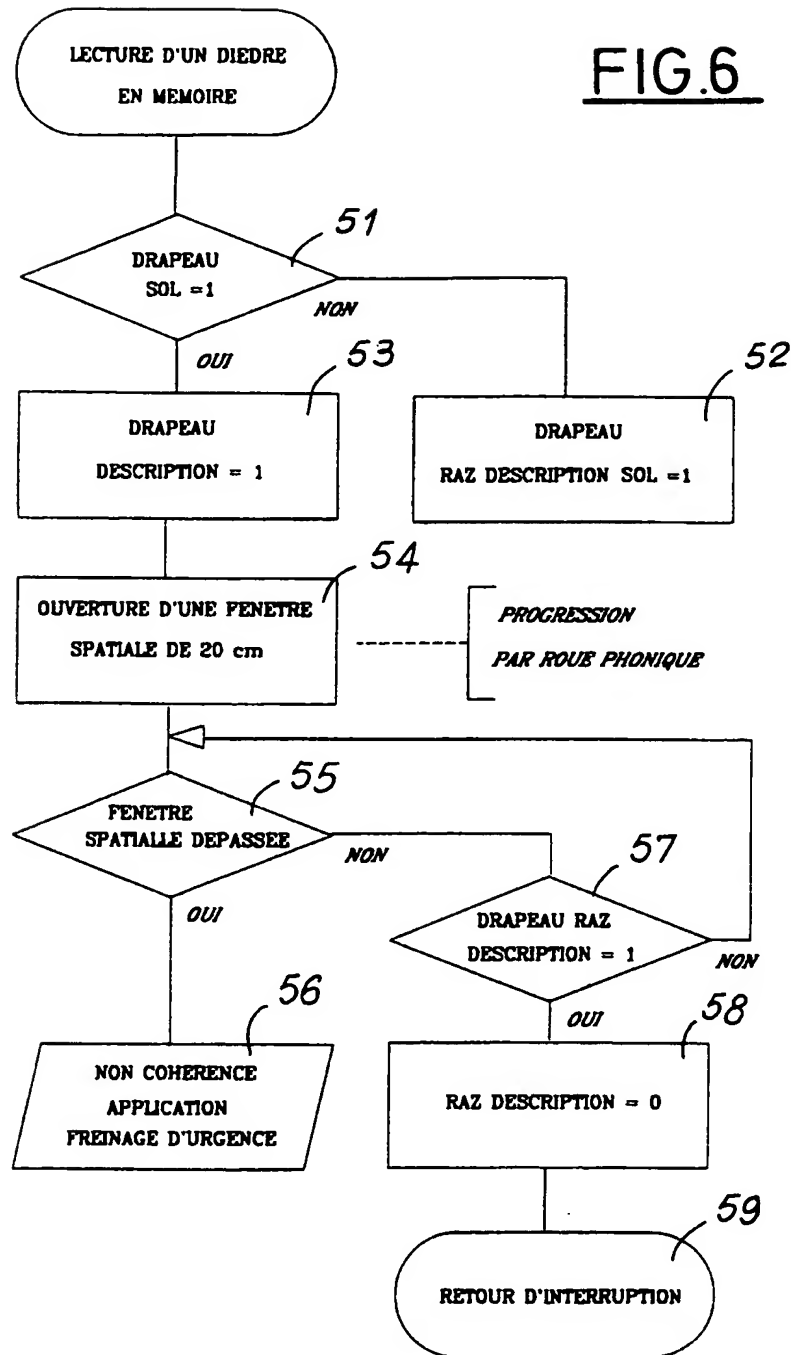 LECTURE D'UN DIEDRE
EN MEMOIRE
FIG.6
51
DRAPEAU
SOL =1
NON
OUI
53
DRAPEAU
DESCRIPTION = 1
52
DRAPEAU
RAZ DESCRIPTION SOL =1
54
OUVERTURE D'UNE FENETRE
SPATIALE DE 20 cm
PROGRESSION
PAR ROUE PHONIQUE
55
FENETRE
SPATIALLE DEPASSEE
NON
OUI
57
DRAPEAU RAZ
DESCRIPTION = 1
NON
OUI
56
NON COHERENCE
APPLICATION
FREINAGE D'URGENCE
58
RAZ DESCRIPTION = 0
59
RETOUR D'INTERRUPTION